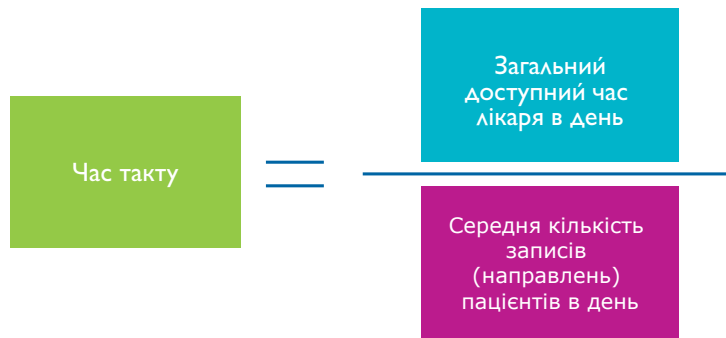 Час такту
Загальний
доступний час
лікаря в день
Середня кількість
записів
(направлень)
пацієнтів в день